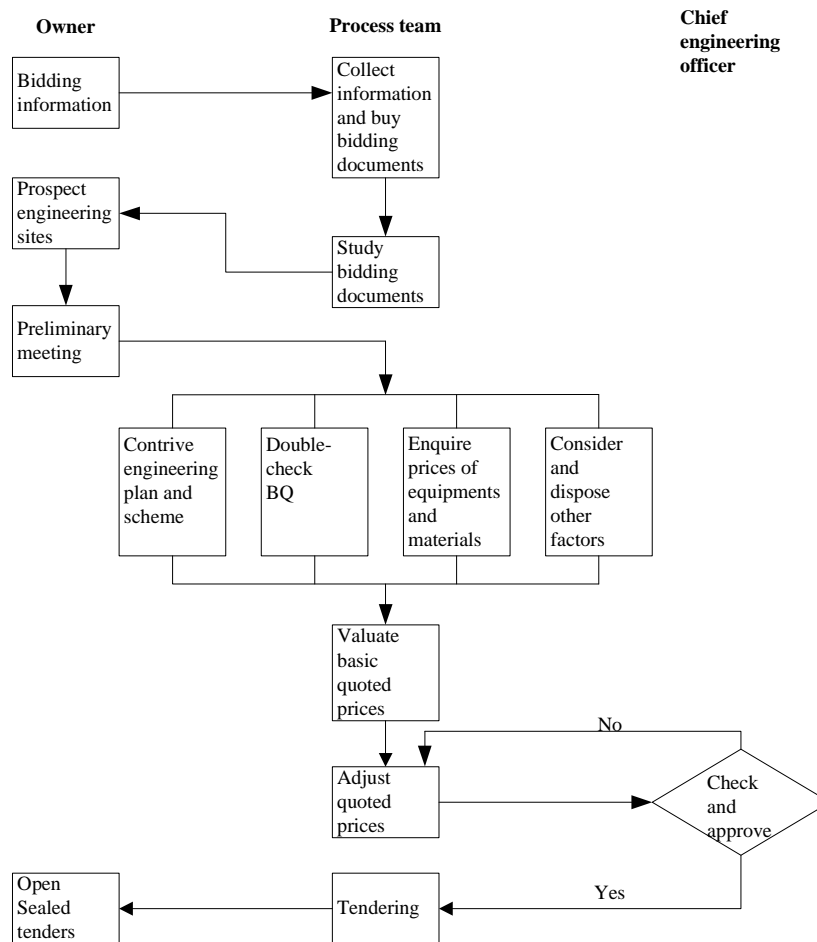 Owner
Process team
Chief
engineering
officer
Bidding
information
Collect
information
and buy
bidding
documents
Prospect
engineering
sites
Study
bidding
documents
Preliminary
meeting
Contrive
engineering
plan and
scheme
Double-
check
BQ
Enquire
prices of
equipments
and
materials
Consider
and
dispose
other
factors
Valuate
basic
quoted
prices
No
Adjust
quoted
prices
Check
and
approve
Yes
Tendering
Open
Sealed
tenders